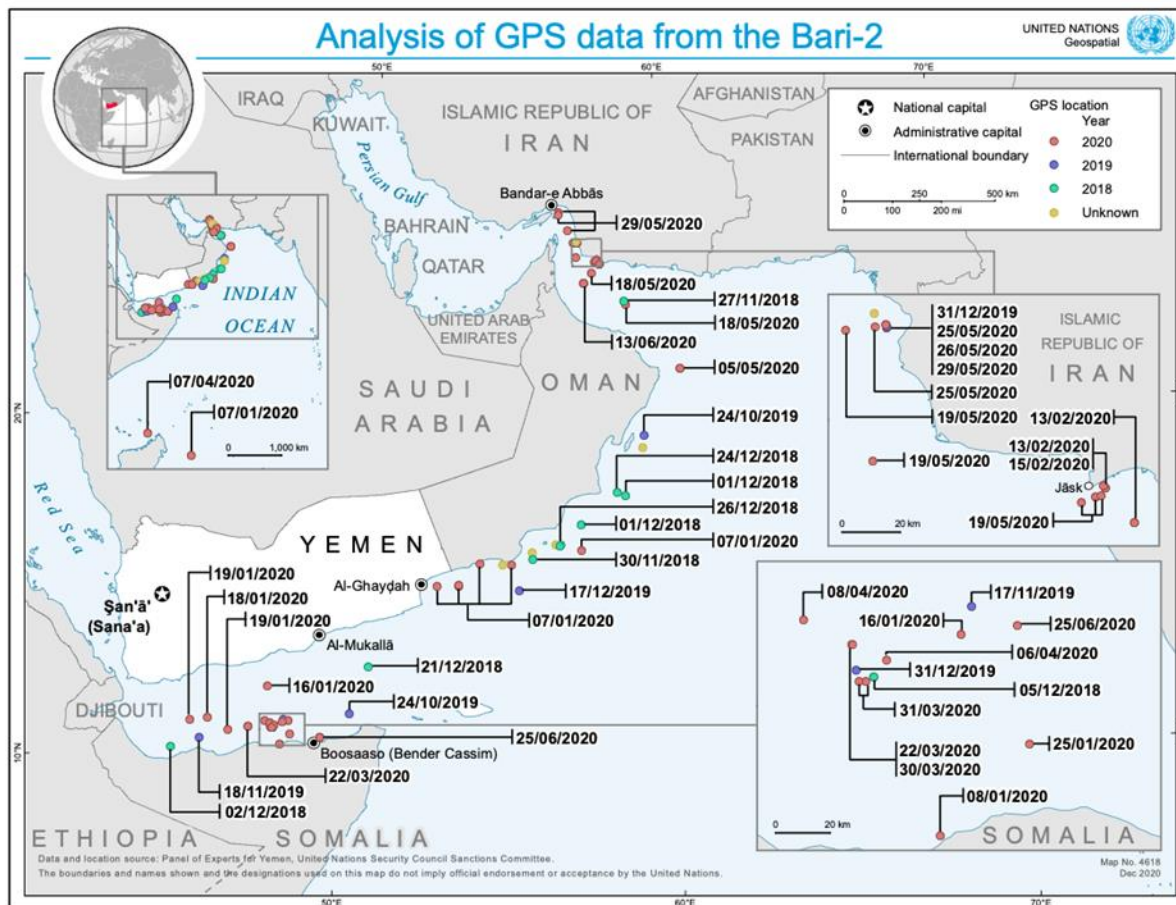 Analysis of GPS data from the Bari-2
UNITED NATIONS
Geospatial
50°E
60°E
70°E
IRAQ
KUWAIT
ISLAMIC REPUBLIC OF
IRAN
AFGHANISTAN
PAKISTAN
Persian Gulf
BAHRAIN
QATAR
UNITED ARAB
EMIRATES
Bandar-e Abbās
National capital
Administrative capital
International boundary
0 250 500 km
0 100 200 mi
GPS location
Year
2020
2019
2018
Unknown
29/05/2020
18/05/2020
27/11/2018
18/05/2020
13/06/2020
05/05/2020
INDIAN
OCEAN
07/04/2020
07/01/2020
0 1,000 km
20°N
SAUDI
ARABIA
OMAN
24/10/2019
24/12/2018
01/12/2018
26/12/2018
01/12/2018
07/01/2020
30/11/2018
17/12/2019
07/01/2020
31/12/2019
25/05/2020
26/05/2020
29/05/2020
25/05/2020
19/05/2020
ISLAMIC
REPUBLIC OF
IRAN
13/02/2020
13/02/2020
15/02/2020
19/05/2020
Jāsk
19/05/2020
0 20 km
Red Sea
YEMEN
Şan'ā'
(Sana'a)
Al-Ghayḑah
Al-Mukallā
19/01/2020
18/01/2020
19/01/2020
21/12/2018
16/01/2020
24/10/2019
DJIBOUTI
10°N
25/06/2020
Boosaaso (Bender Cassim)
22/03/2020
18/11/2019
02/12/2018
08/04/2020
17/11/2019
16/01/2020
25/06/2020
06/04/2020
31/12/2019
05/12/2018
31/03/2020
22/03/2020
30/03/2020
25/01/2020
08/01/2020
0 20 km
SOMALIA
ETHIOPIA
SOMALIA
Data and location source: Panel of Experts for Yemen, United Nations Security Council Sanctions Committee.
The boundaries and names shown and the designations used on this map do not imply official endorsement or acceptance by the United Nations.
Map No. 4618
Dec 2020
50°E
60°E
70°E